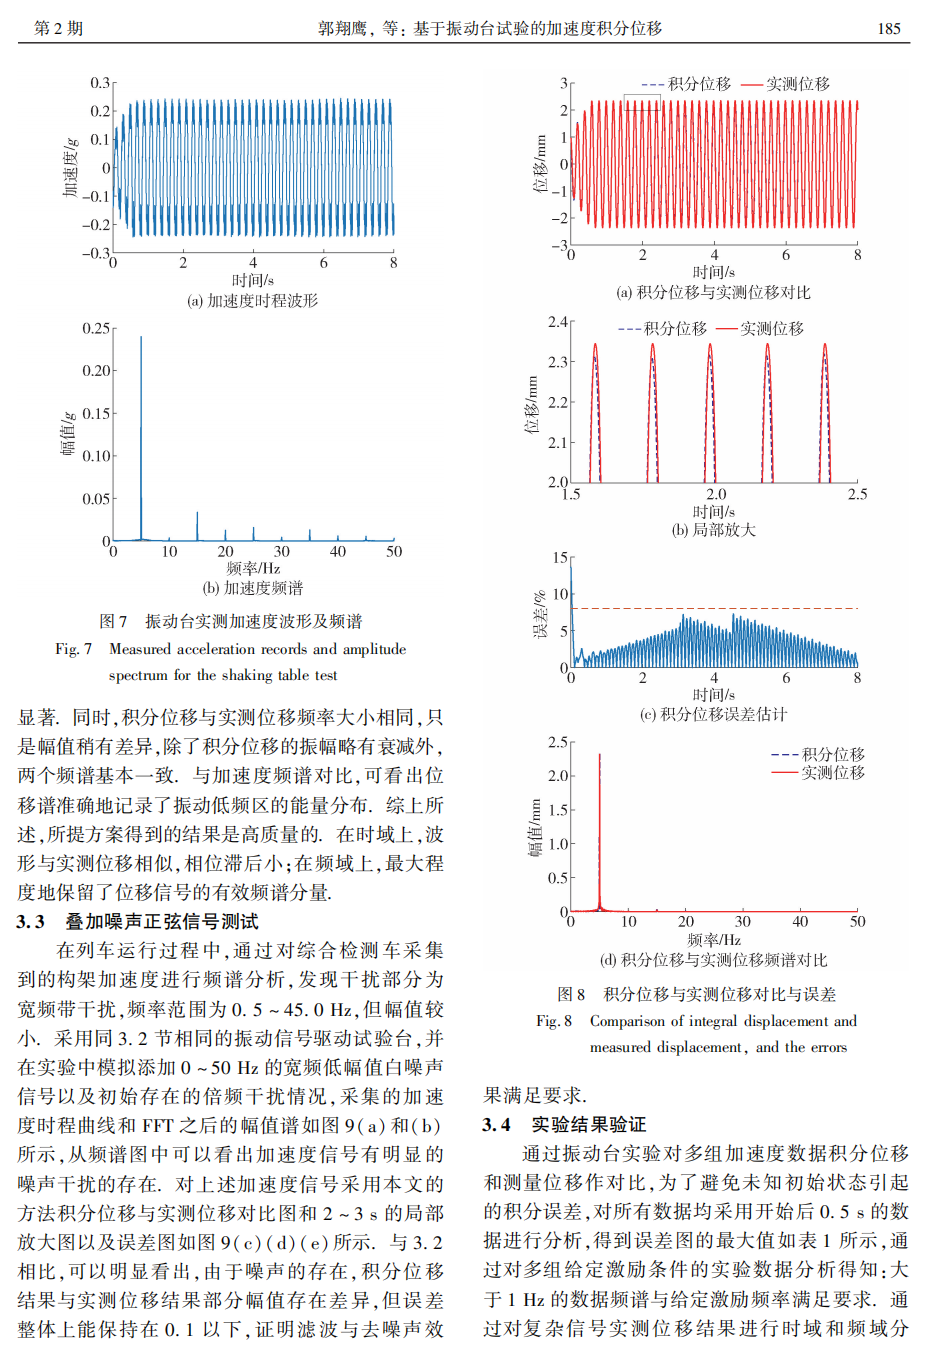 第 2 期
郭翔鹰, 等: 基于振动台试验的加速度积分位移
185
0.3
0.2
0.1
0
−0.1
−0.2
−0.3
加速度/g
0 2 4 6 8
时间/s
(a) 加速度时程波形
0.25
0.20
0.15
0.10
0.05
0
幅值/g
0 10 20 30 40 50
频率/Hz
(b) 加速度频谱
图 7 振动台实测加速度波形及频谱
Fig. 7 Measured acceleration records and amplitude
spectrum for the shaking table test
显著. 同时,积分位移与实测位移频率大小相同,只
是幅值稍有差异,除了积分位移的振幅略有衰减外,
两个频谱基本一致. 与加速度频谱对比,可看出位
移谱准确地记录了振动低频区的能量分布. 综上所
述,所提方案得到的结果是高质量的. 在时域上,波
形与实测位移相似,相位滞后小;在频域上,最大程
度地保留了位移信号的有效频谱分量.
3. 3 叠加噪声正弦信号测试
在列车运行过程中,通过对综合检测车采集
到的构架加速度进行频谱分析,发现干扰部分为
宽频带干扰,频率范围为 0. 5 ~ 45. 0 Hz,但幅值较
小. 采用同 3. 2 节相同的振动信号驱动试验台,并
在实验中模拟添加 0 ~ 50 Hz 的宽频低幅值白噪声
信号以及初始存在的倍频干扰情况,采集的加速
度时程曲线和 FFT 之后的幅值谱如图 9(a)和(b)
所示,从频谱图中可以看出加速度信号有明显的
噪声干扰的存在. 对上述加速度信号采用本文的
方法积分位移与实测位移对比图和 2 ~ 3 s 的局部
放大图以及误差图如图 9(c)(d)(e)所示. 与 3. 2
相比,可以明显看出,由于噪声的存在,积分位移
结果与实测位移结果部分幅值存在差异,但误差
整体上能保持在 0. 1 以下,证明滤波与去噪声效
积分位移 实测位移
3
2
1
0
−1
−2
−3
位移/mm
0 2 4 6 8
时间/s
(a) 积分位移与实测位移对比
积分位移 实测位移
2.4
2.3
2.2
2.1
2.0
位移/mm
1.5 2.0 2.5
时间/s
(b) 局部放大
15
10
5
0
误差/%
0 2 4 6 8
时间/s
(c) 积分位移误差估计
积分位移
实测位移
2.5
2.0
1.5
1.0
0.5
0
幅值/mm
0 10 20 30 40 50
频率/Hz
(d) 积分位移与实测位移频谱对比
图 8 积分位移与实测位移对比与误差
Fig. 8 Comparison of integral displacement and
measured displacement, and the errors
果满足要求.
3. 4 实验结果验证
通过振动台实验对多组加速度数据积分位移
和测量位移作对比,为了避免未知初始状态引起
的积分误差,对所有数据均采用开始后 0. 5 s 的数
据进行分析,得到误差图的最大值如表 1 所示,通
过对多组给定激励条件的实验数据分析得知:大
于 1 Hz 的数据频谱与给定激励频率满足要求. 通
过对复杂信号实测位移结果进行时域和频域分